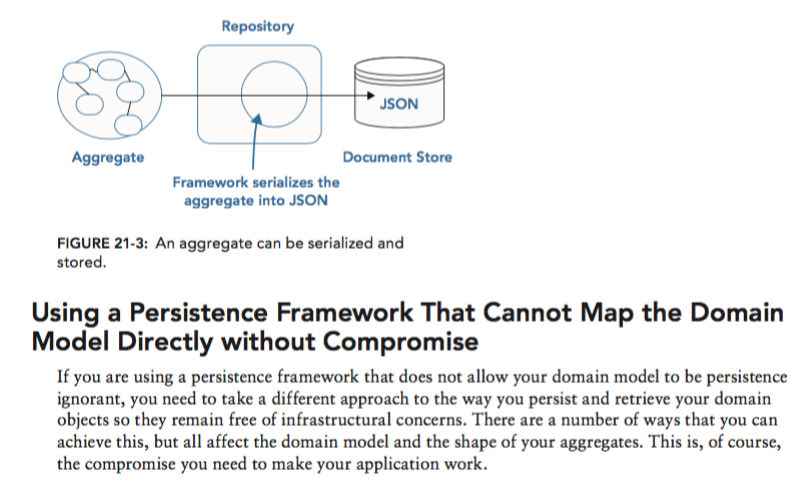 Repository
JSON
Aggregate
Document Store
Framework serializes the
aggregate into JSON
FIGURE 21-3: An aggregate can be serialized and
stored.
Using a Persistence Framework That Cannot Map the Domain
Model Directly without Compromise
If you are using a persistence framework that does not allow your domain model to be persistence
ignorant, you need to take a different approach to the way you persist and retrieve your domain
objects so they remain free of infrastructural concerns. There are a number of ways that you can
achieve this, but all affect the domain model and the shape of your aggregates. This is, of course,
the compromise you need to make your application work.